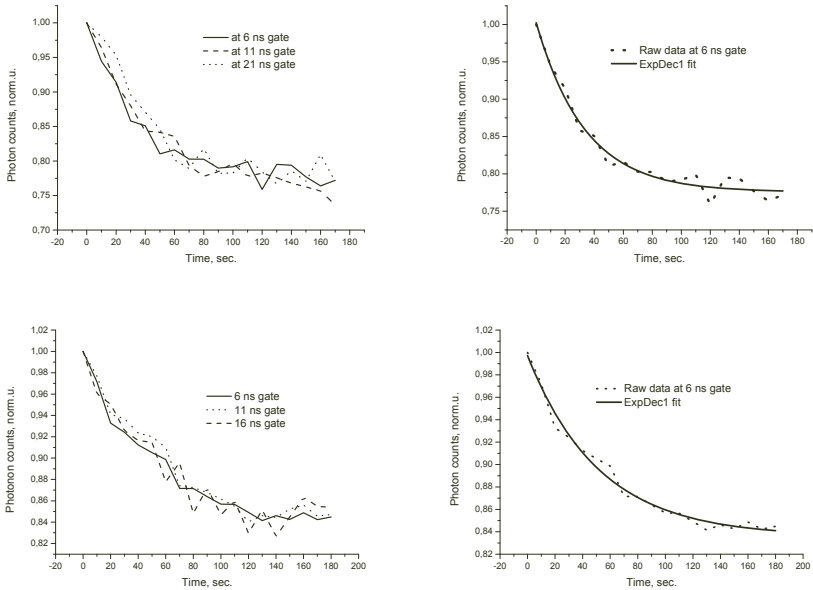 1,00
0,95
0,90
0,85
0,80
0,75
0,70
-20 0 20 40 60 80 100 120 140 160 180
Time, sec.
Photon counts, norm.u.
at 6 ns gate
at 11 ns gate
at 21 ns gate
1,00
0,95
0,90
0,85
0,80
0,75
-20 0 20 40 60 80 100 120 140 160 180
Time, sec.
Photon counts, norm.u.
Raw data at 6 ns gate
ExpDec1 fit
1,02
1,00
0,98
0,96
0,94
0,92
0,90
0,88
0,86
0,84
0,82
-20 0 20 40 60 80 100 120 140 160 180 200
Time, sec.
Photonon counts, norm.u.
6 ns gate
11 ns gate
16 ns gate
1,02
1,00
0,98
0,96
0,94
0,92
0,90
0,88
0,86
0,84
0,82
-20 0 20 40 60 80 100 120 140 160 180 200
Time, sec.
Photon counts, norm.u.
Raw data at 6 ns gate
ExpDec1 fit